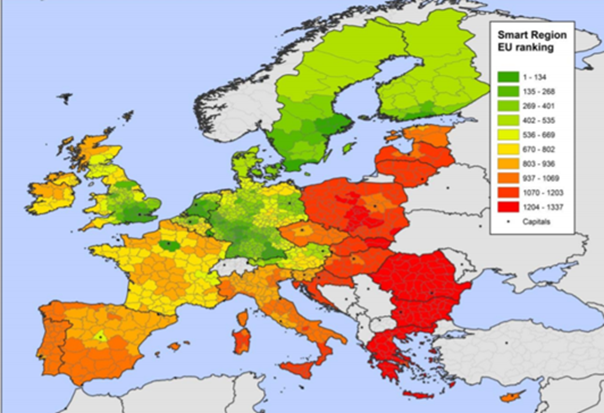 Smart Region
EU ranking
1 - 134
135 - 268
269 - 401
402 - 535
536 - 669
670 - 802
803 - 936
937 - 1069
1070 - 1203
1204 - 1337
Capitals